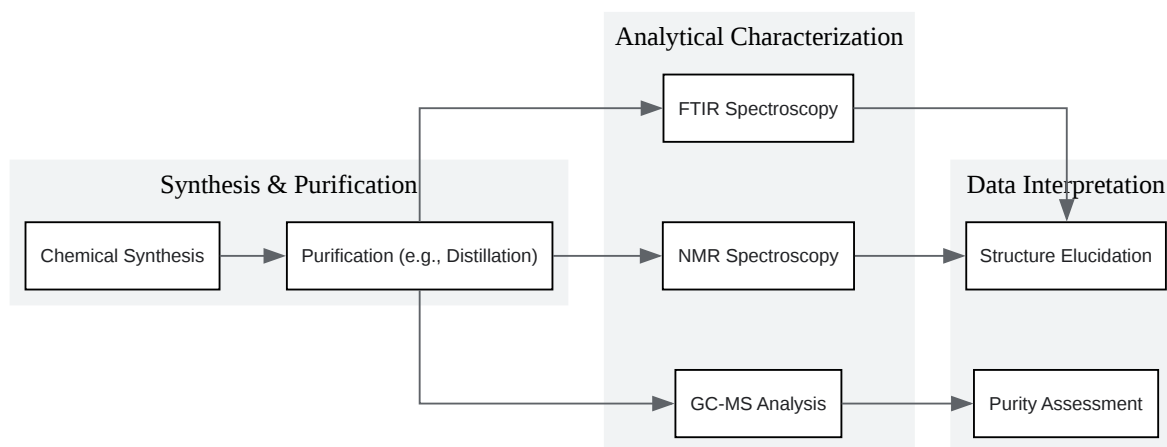 Analytical Characterization
FTIR Spectroscopy
Synthesis & Purification
Data Interpretation
Chemical Synthesis
Purification (e.g., Distillation)
NMR Spectroscopy
Structure Elucidation
GC-MS Analysis
Purity Assessment